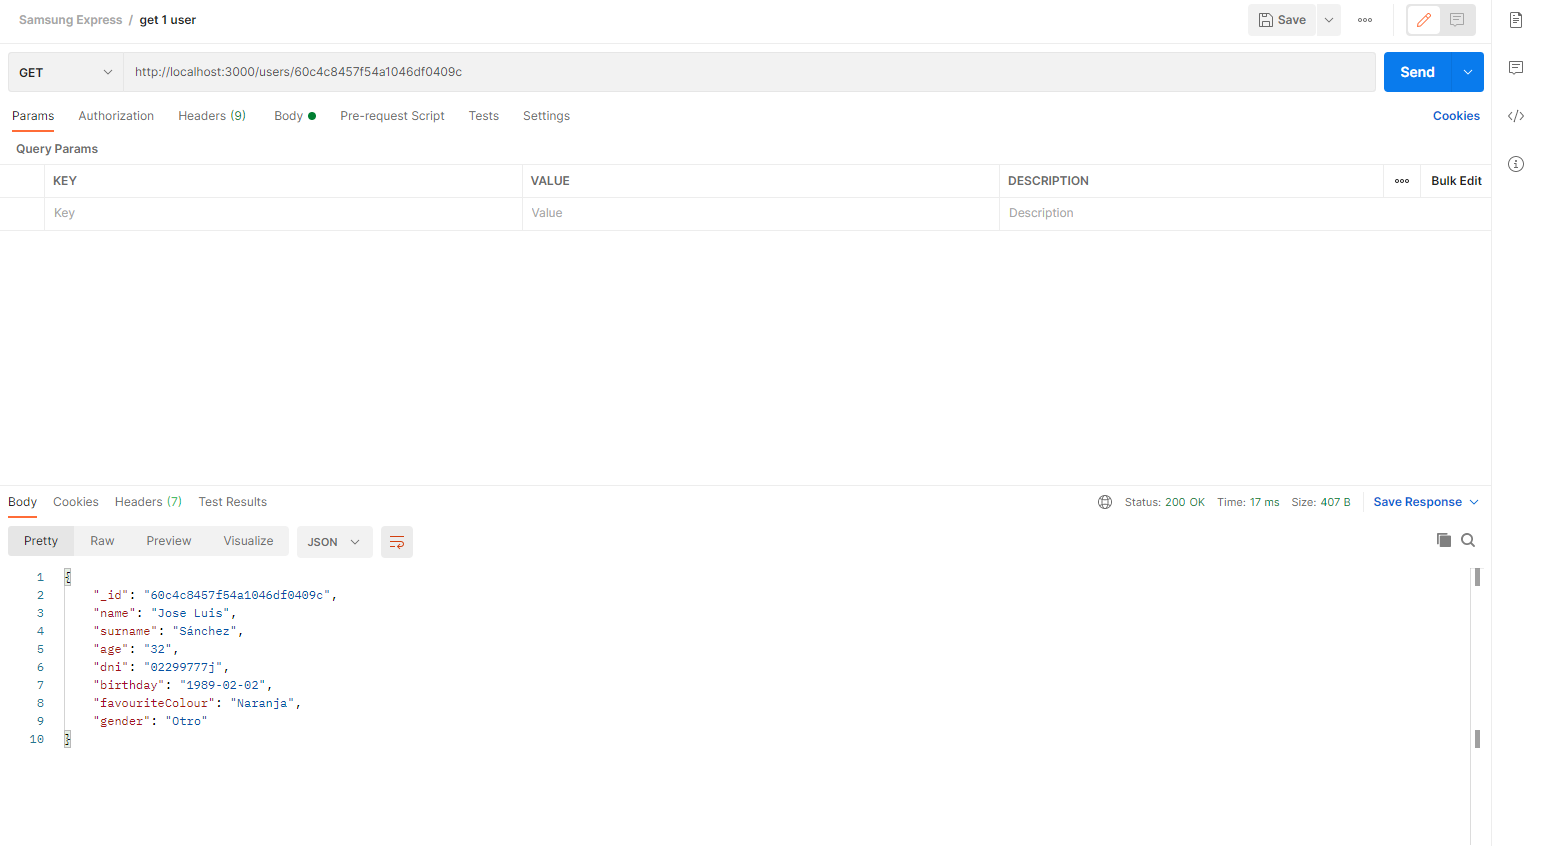 Samsung Express / get 1 user
Save
GET http://localhost:3000/users/60c4c8457f54a1046df0409c Send
Params Authorization Headers (9) Body Pre-request Script Tests Settings Cookies
Query Params
KEY VALUE DESCRIPTION Bulk Edit
Key Value Description
Body Cookies Headers (7) Test Results Status: 200 OK Time: 17 ms Size: 407 B Save Response
Pretty Raw Preview Visualize JSON
1 {
2 "_id": "60c4c8457f54a1046df0409c",
3 "name": "Jose Luis",
4 "surname": "Sánchez",
5 "age": "32",
6 "dni": "02299777j",
7 "birthday": "1989-02-02",
8 "favouriteColour": "Naranja",
9 "gender": "Otro"
10 }